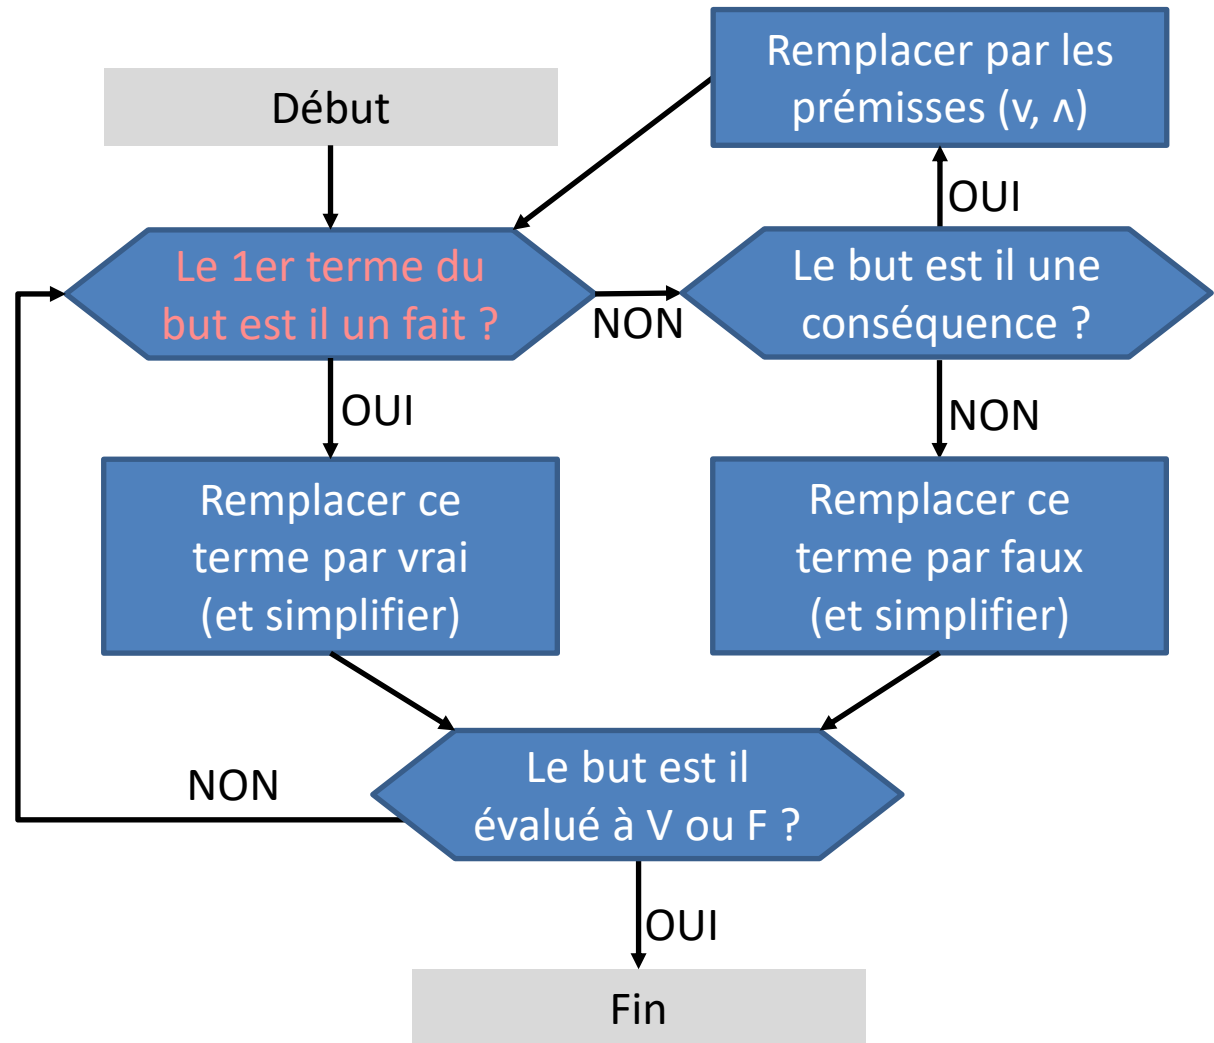 Début
Remplacer par les
prémisses (v, ʌ)
OUI
Le 1er terme du
but est il un fait ?
NON
Le but est il une
conséquence ?
OUI
NON
Remplacer ce
terme par vrai
(et simplifier)
Remplacer ce
terme par faux
(et simplifier)
NON
Le but est il
évalué à V ou F ?
OUI
Fin